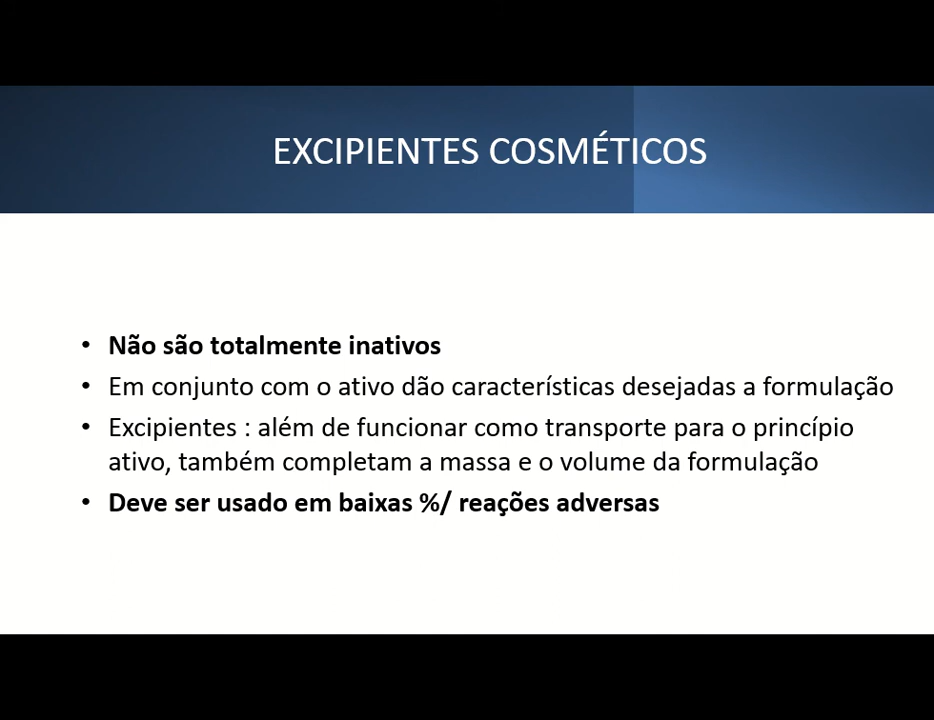 EXCIPIENTES COSMÉTICOS
• Não são totalmente inativos
• Em conjunto com o ativo dão características desejadas a formulação
• Excipientes : além de funcionar como transporte para o princípio
ativo, também completam a massa e o volume da formulação
• Deve ser usado em baixas %/ reações adversas